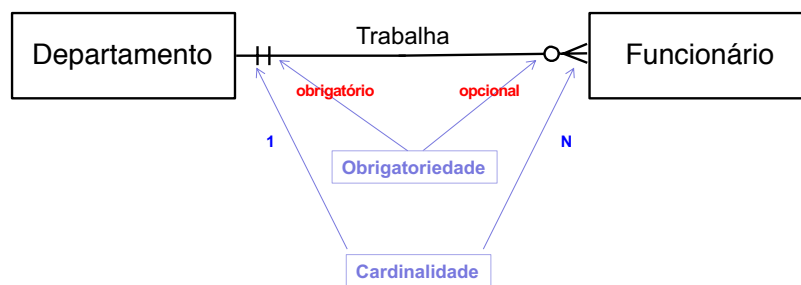 Trabalha
Departamento
Funcionário
obrigatório
opcional
1
N
Obrigatoriedade
Cardinalidade